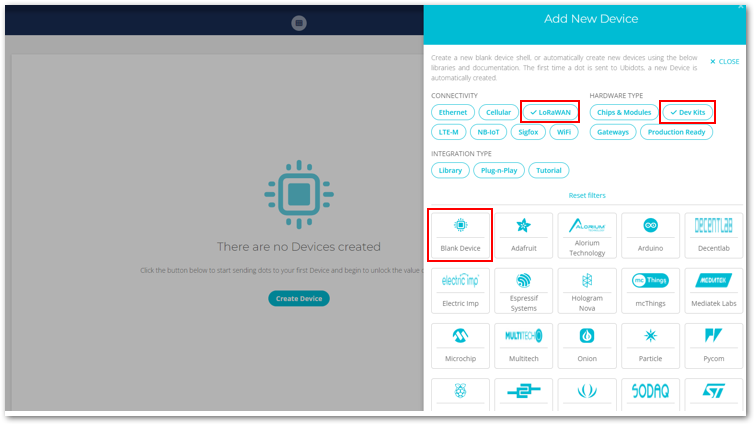 Add New Device
Create a new blank device shell, or automatically create new devices using the below
libraries and documentation. The first time a dot is sent to Ubidots, a new Device is
automatically created.
× CLOSE
CONNECTIVITY
HARDWARE TYPE
Ethernet
Cellular
✓ LoRaWAN
Chips & Modules
✓ Dev Kits
LTE-M
NB-IoT
Sigfox
WiFi
Gateways
Production Ready
INTEGRATION TYPE
Library
Plug-n-Play
Tutorial
Reset filters
There are no Devices created
Click the button below to start sending dots to your first Device and begin to unlock the value
Create Device
Blank Device
Adafruit
ALORIUM
Alorium
Technology
Arduino
DECENTLAB
Decentlab
electric imp
Electric Imp
Espressif
Systems
Hologram
Nova
mcThings
mcThings
MEDIATEK
Mediatek Labs
Microchip
MULTITECH
Multitech
Onion
Particle
Pycom
SODAQ